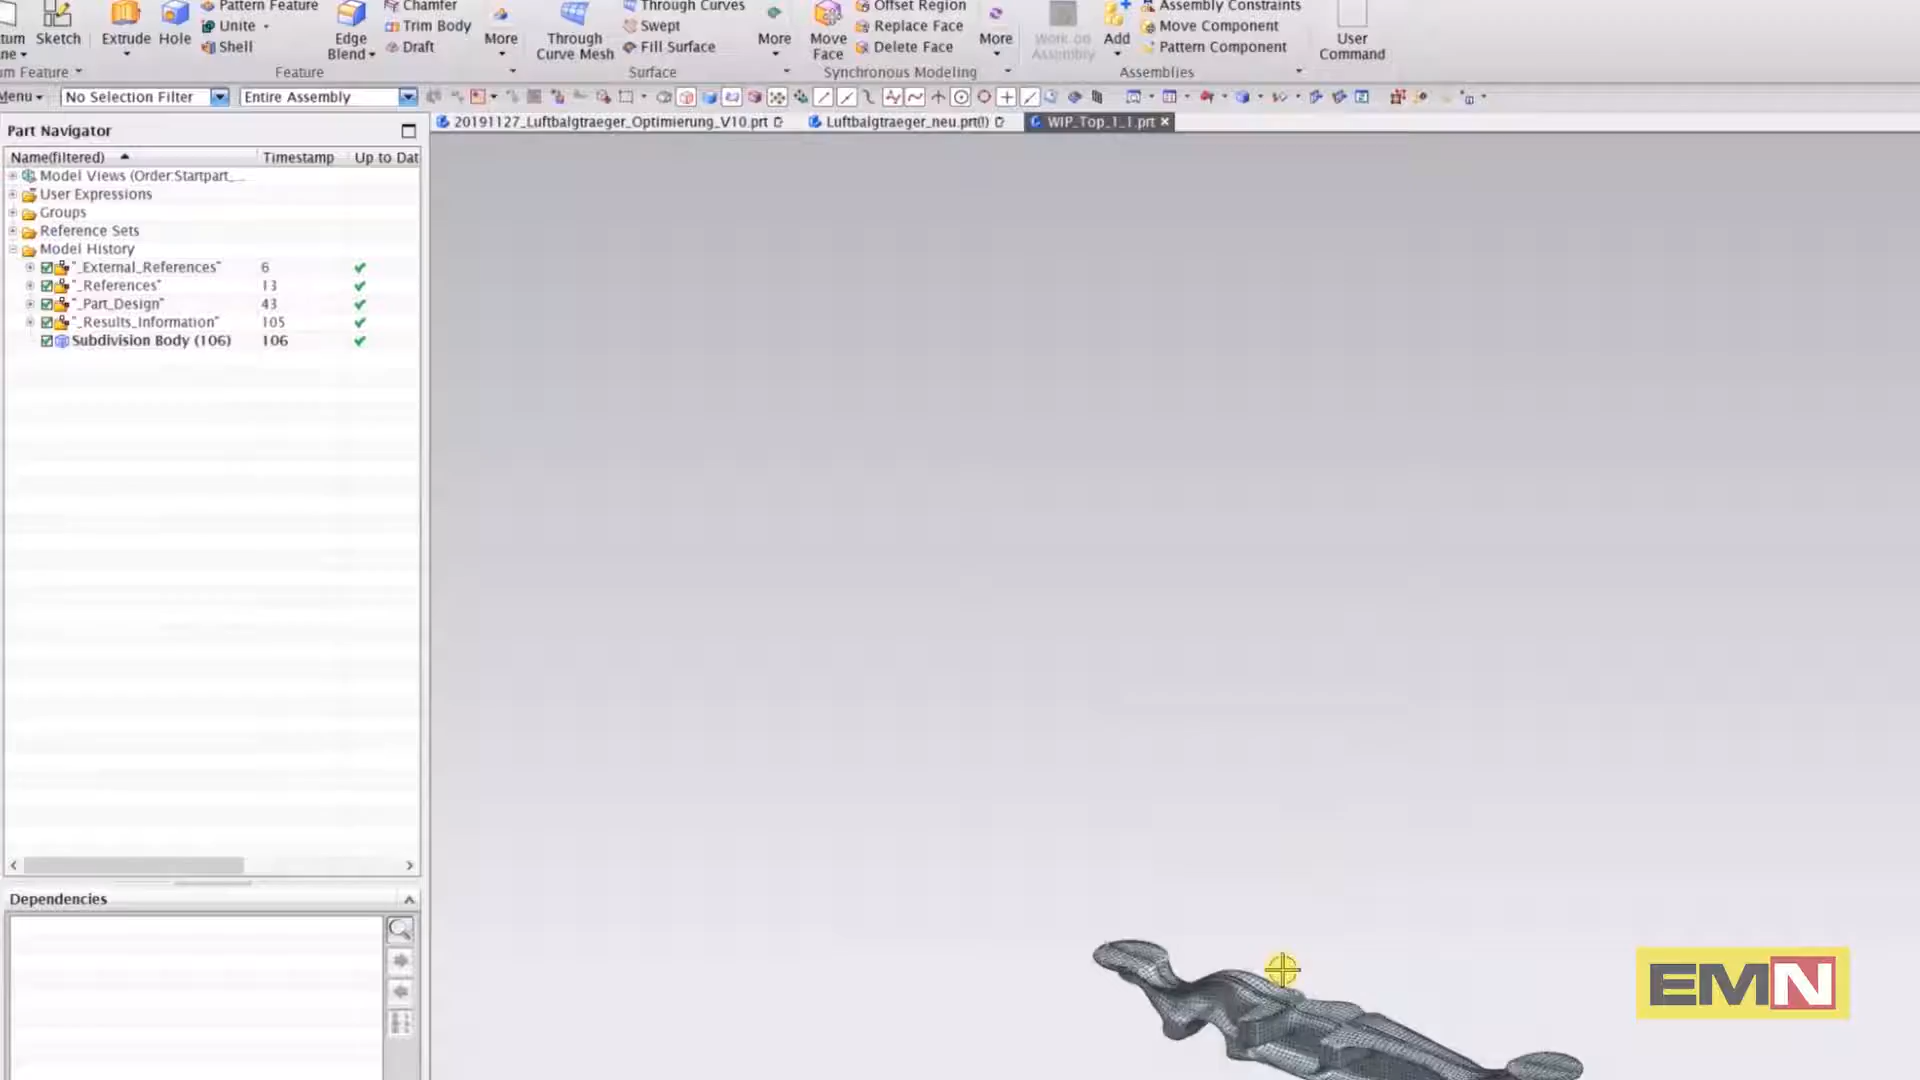 Pattern Feature
Chamfer
Through Curves
Offset Region
Assembly Constraints
Unite
Trim Body
Swept
Replace Face
Move Component
Sketch
Extrude
Hole
Shell
Edge
Blend
Draft
More
Through
Curve Mesh
Fill Surface
More
Move
Face
Delete Face
More
Work on
Assembly
Add
Pattern Component
User
Command
Feature
Feature
Surface
Synchronous Modeling
Assemblies
No Selection Filter
Entire Assembly
Part Navigator
20191127_Luftbalgtraeger_Optimierung_V10.prt
Luftbalgtraeger_neu.prt(l)
WIP_Top_1_1.prt
Name(filtered) Timestamp Up to Dat
Model Views (Order:Startpart_...
User Expressions
Groups
Reference Sets
Model History
"_External_References" 6
"_References" 13
"_Part_Design" 43
"_Results_Information" 105
Subdivision Body (106) 106
Dependencies
EMN